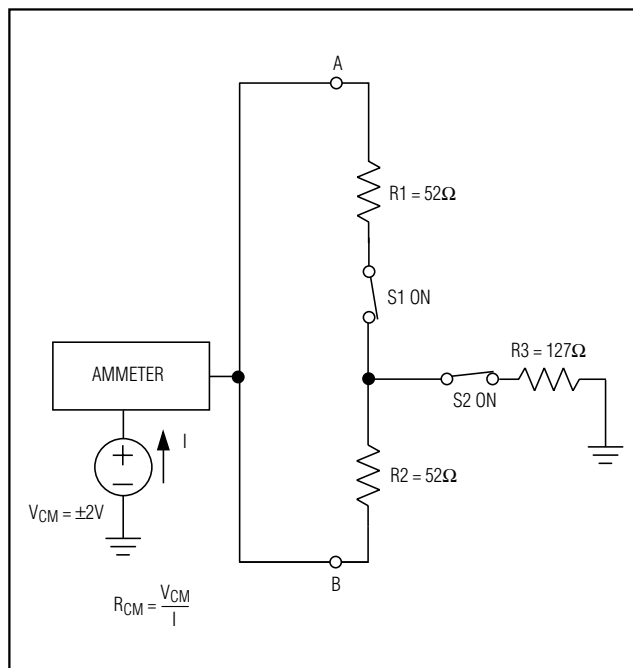 A
R1 = 52Ω
S1 ON
R3 = 127Ω
AMMETER
S2 ON
I
+
−
R2 = 52Ω
VCM = ±2V
B
RCM = VCM
I